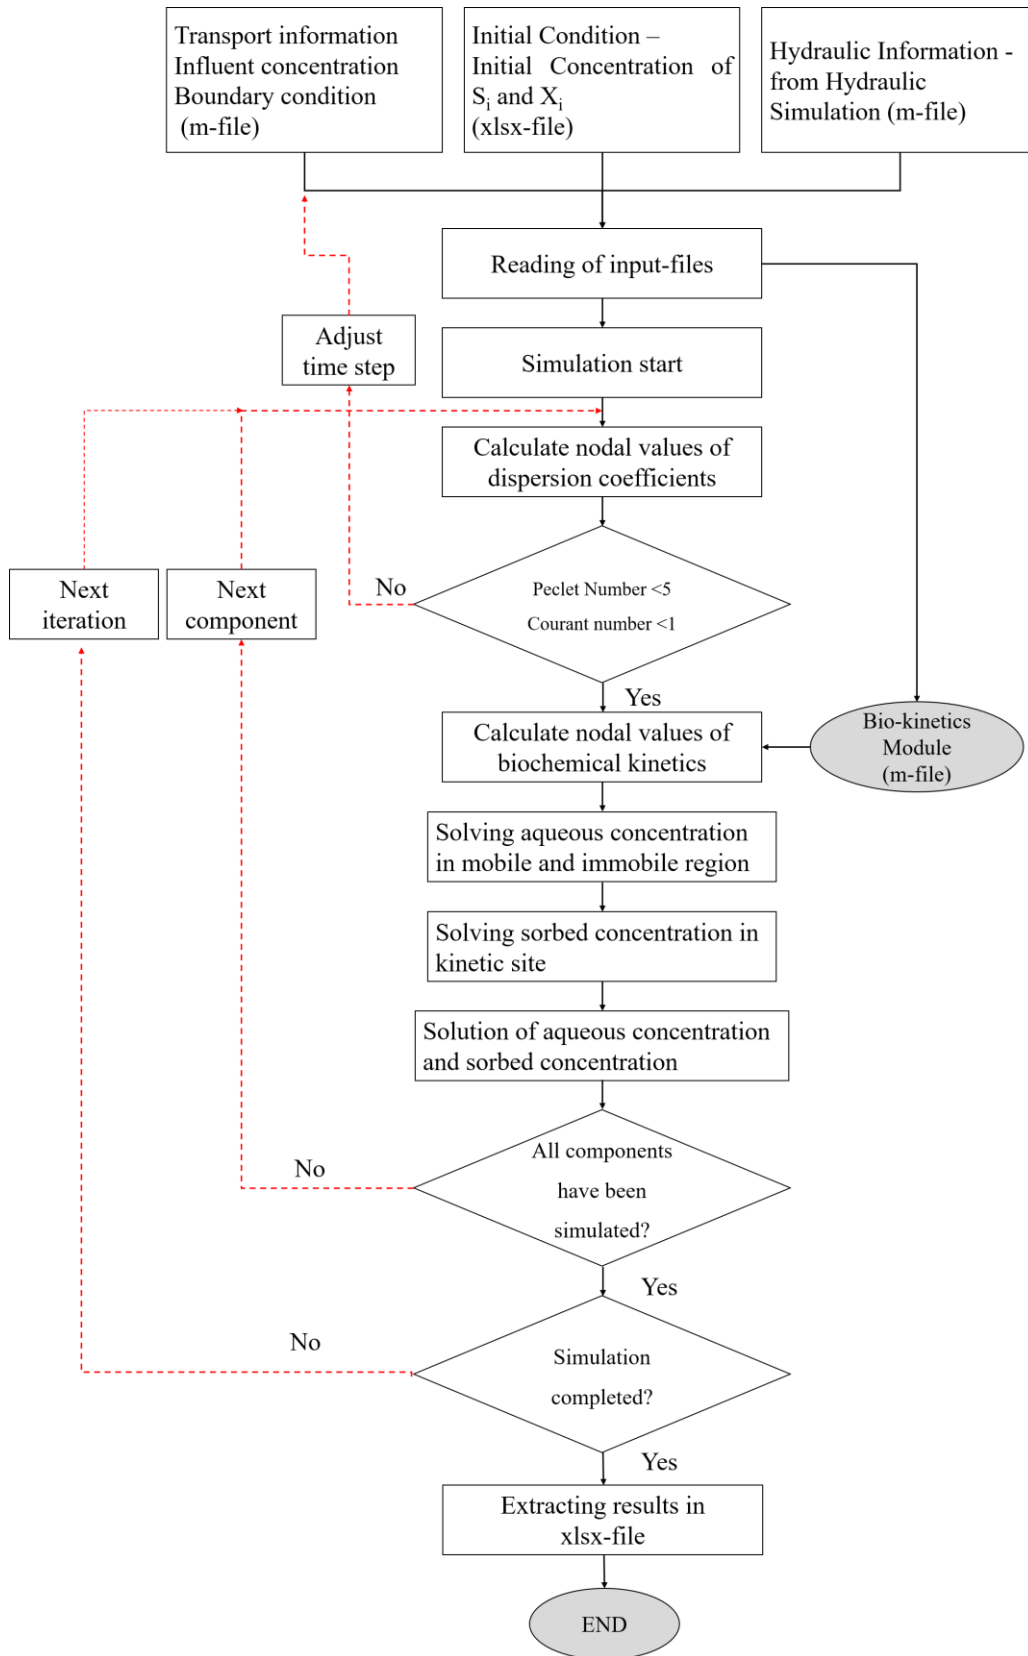 Transport information
Influent concentration
Boundary condition
(m-file)
Initial Condition –
Initial Concentration of
Si and Xi
(xlsx-file)
Hydraulic Information -
from Hydraulic
Simulation (m-file)
Reading of input-files
Adjust
time step
Simulation start
Calculate nodal values of
dispersion coefficients
Next
iteration
Next
component
No
Peclet Number <5
Courant number <1
Yes
Calculate nodal values of
biochemical kinetics
Bio-kinetics
Module
(m-file)
Solving aqueous concentration
in mobile and immobile region
Solving sorbed concentration in
kinetic site
Solution of aqueous concentration
and sorbed concentration
No
All components
have been
simulated?
Yes
No
Simulation
completed?
Yes
Extracting results in
xlsx-file
END